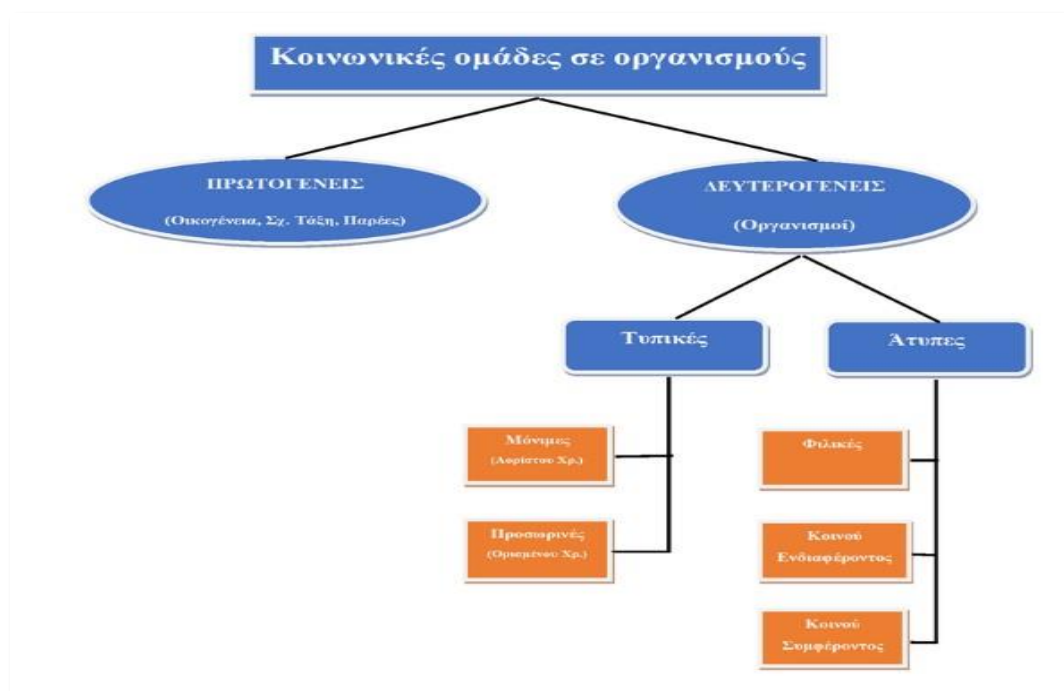 Κοινωνικές ομάδες σε οργανισμούς
ΠΡΩΤΟΓΕΝΕΙΣ
(Οικογένεια, Σχ. Τάξη, Παρέες)
ΔΕΥΤΕΡΟΓΕΝΕΙΣ
(Οργανισμοί)
Τυπικές
Άτυπες
Μόνιμες
(Αορίστου Χρ.)
Προσωρινές
(Ορισμένου Χρ.)
Φιλικές
Κοινού
Ενδιαφέροντος
Κοινού
Συμφέροντος